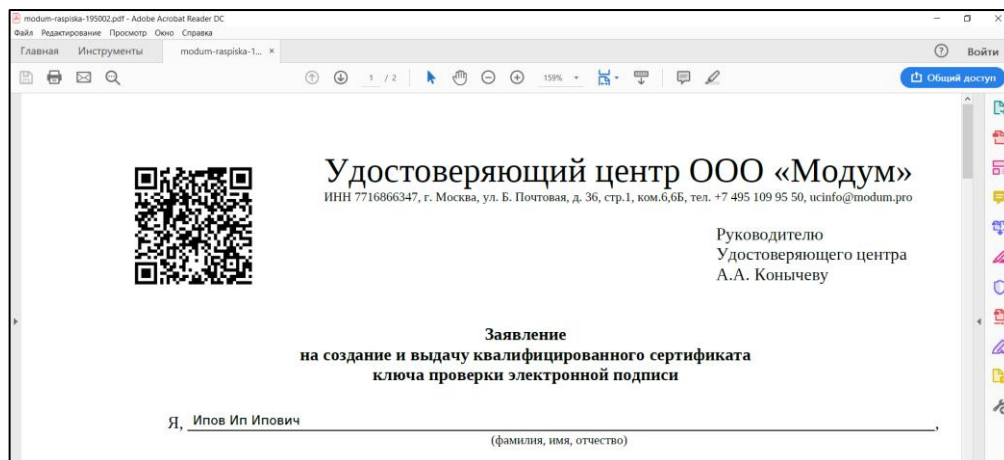 modum-raspiska-195002.pdf - Adobe Acrobat Reader DC
Файл Редактирование Просмотр Окно Справка
Главная Инструменты modum-raspiska-1... × Войти
1 / 2 159% Общий доступ
Удостоверяющий центр ООО «Модум»
ИНН 7716866347, г. Москва, ул. Б. Почтовая, д. 36, стр.1, ком.6,6Б, тел. +7 495 109 95 50, ucinfo@modum.pro
Руководителю
Удостоверяющего центра
А.А. Конычеву
Заявление
на создание и выдачу квалифицированного сертификата
ключа проверки электронной подписи
Я, Ипов Ип Ипович,
(фамилия, имя, отчество)